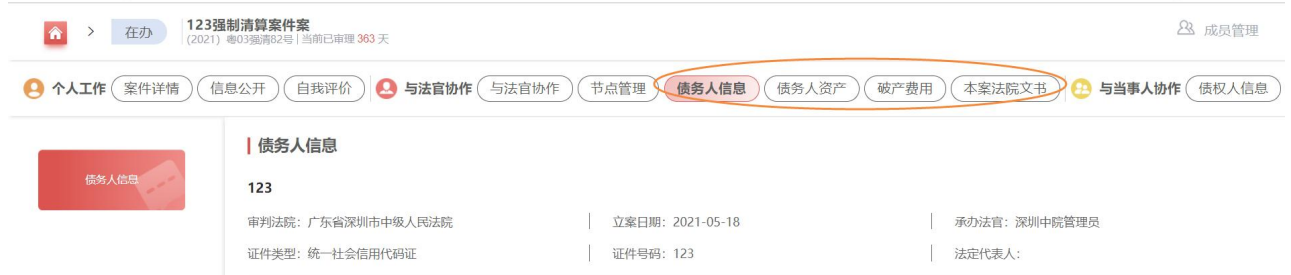 > 在办 123强制清算案件案 成员管理
(2021) 粤03强清82号 | 当前已审理 363 天
个人工作 案件详情 信息公开 自我评价 与法官协作 与法官协作 节点管理 债务人信息 债务人资产 破产费用 本案法院文书 与当事人协作 债权人信息
债务人信息
债务人信息
123
审判法院：广东省深圳市中级人民法院 立案日期：2021-05-18 承办法官：深圳中院管理员
证件类型：统一社会信用代码证 证件号码：123 法定代表人：